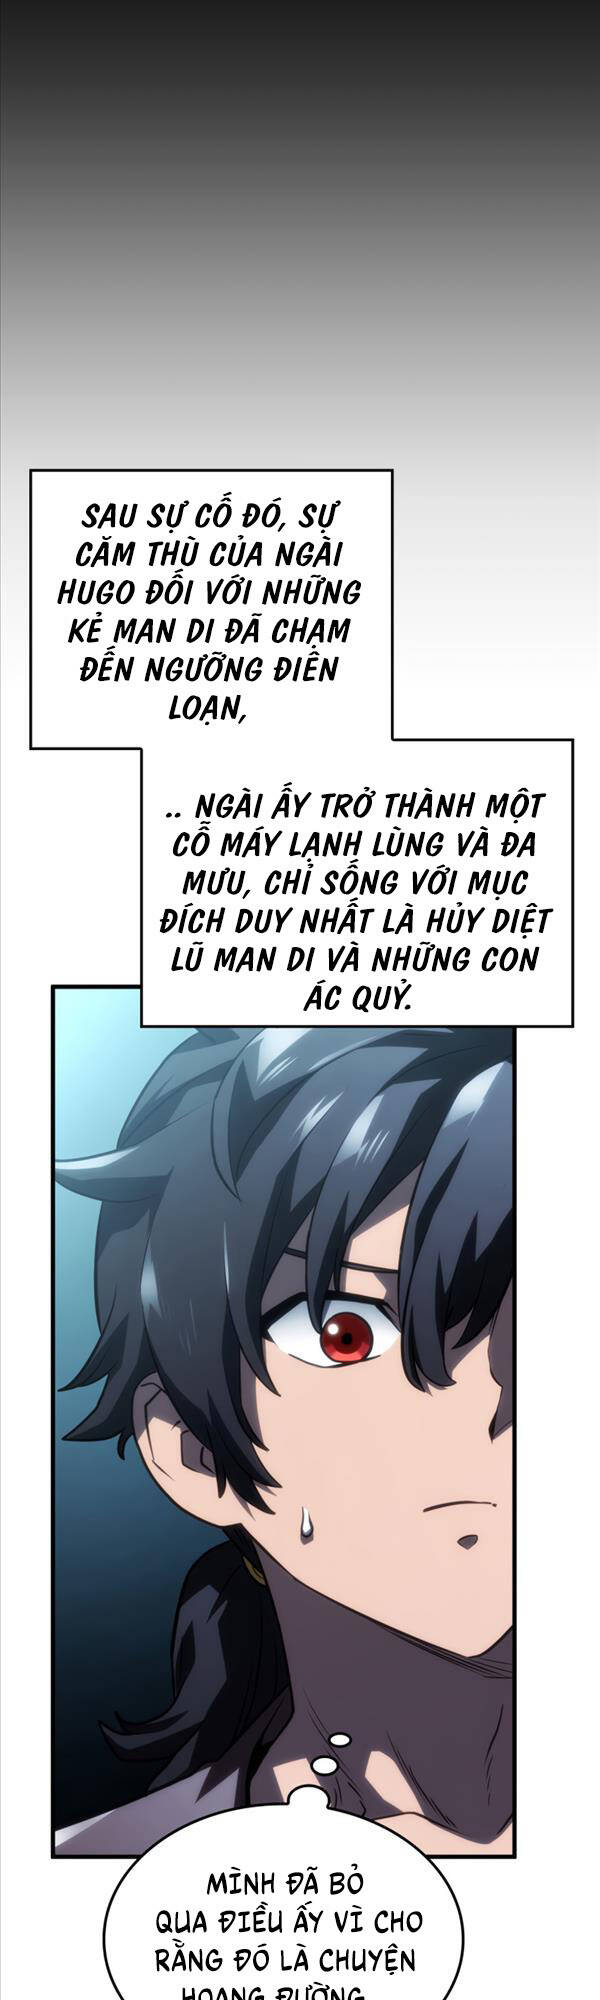 SAU SỰ CỐ ĐÓ, SỰ
CĂM THÙ CỦA NGÀI
HUGO ĐỐI VỚI NHỮNG
KẺ MAN DI ĐÃ CHẠM
ĐẾN NGƯỠNG ĐIÊN
LOẠN,
.. NGÀI ẤY TRỞ THÀNH MỘT
CỖ MÁY LẠNH LÙNG VÀ ĐA
MƯU, CHỈ SỐNG VỚI MỤC
ĐÍCH DUY NHẤT LÀ HỦY DIỆT
LŨ MAN DI VÀ NHỮNG CON
ÁC QUỶ.
MÌNH ĐÃ BỎ
QUA ĐIỀU ẤY VÌ CHO
RẰNG ĐÓ LÀ CHUYỆN
HOANG ĐƯỜNG